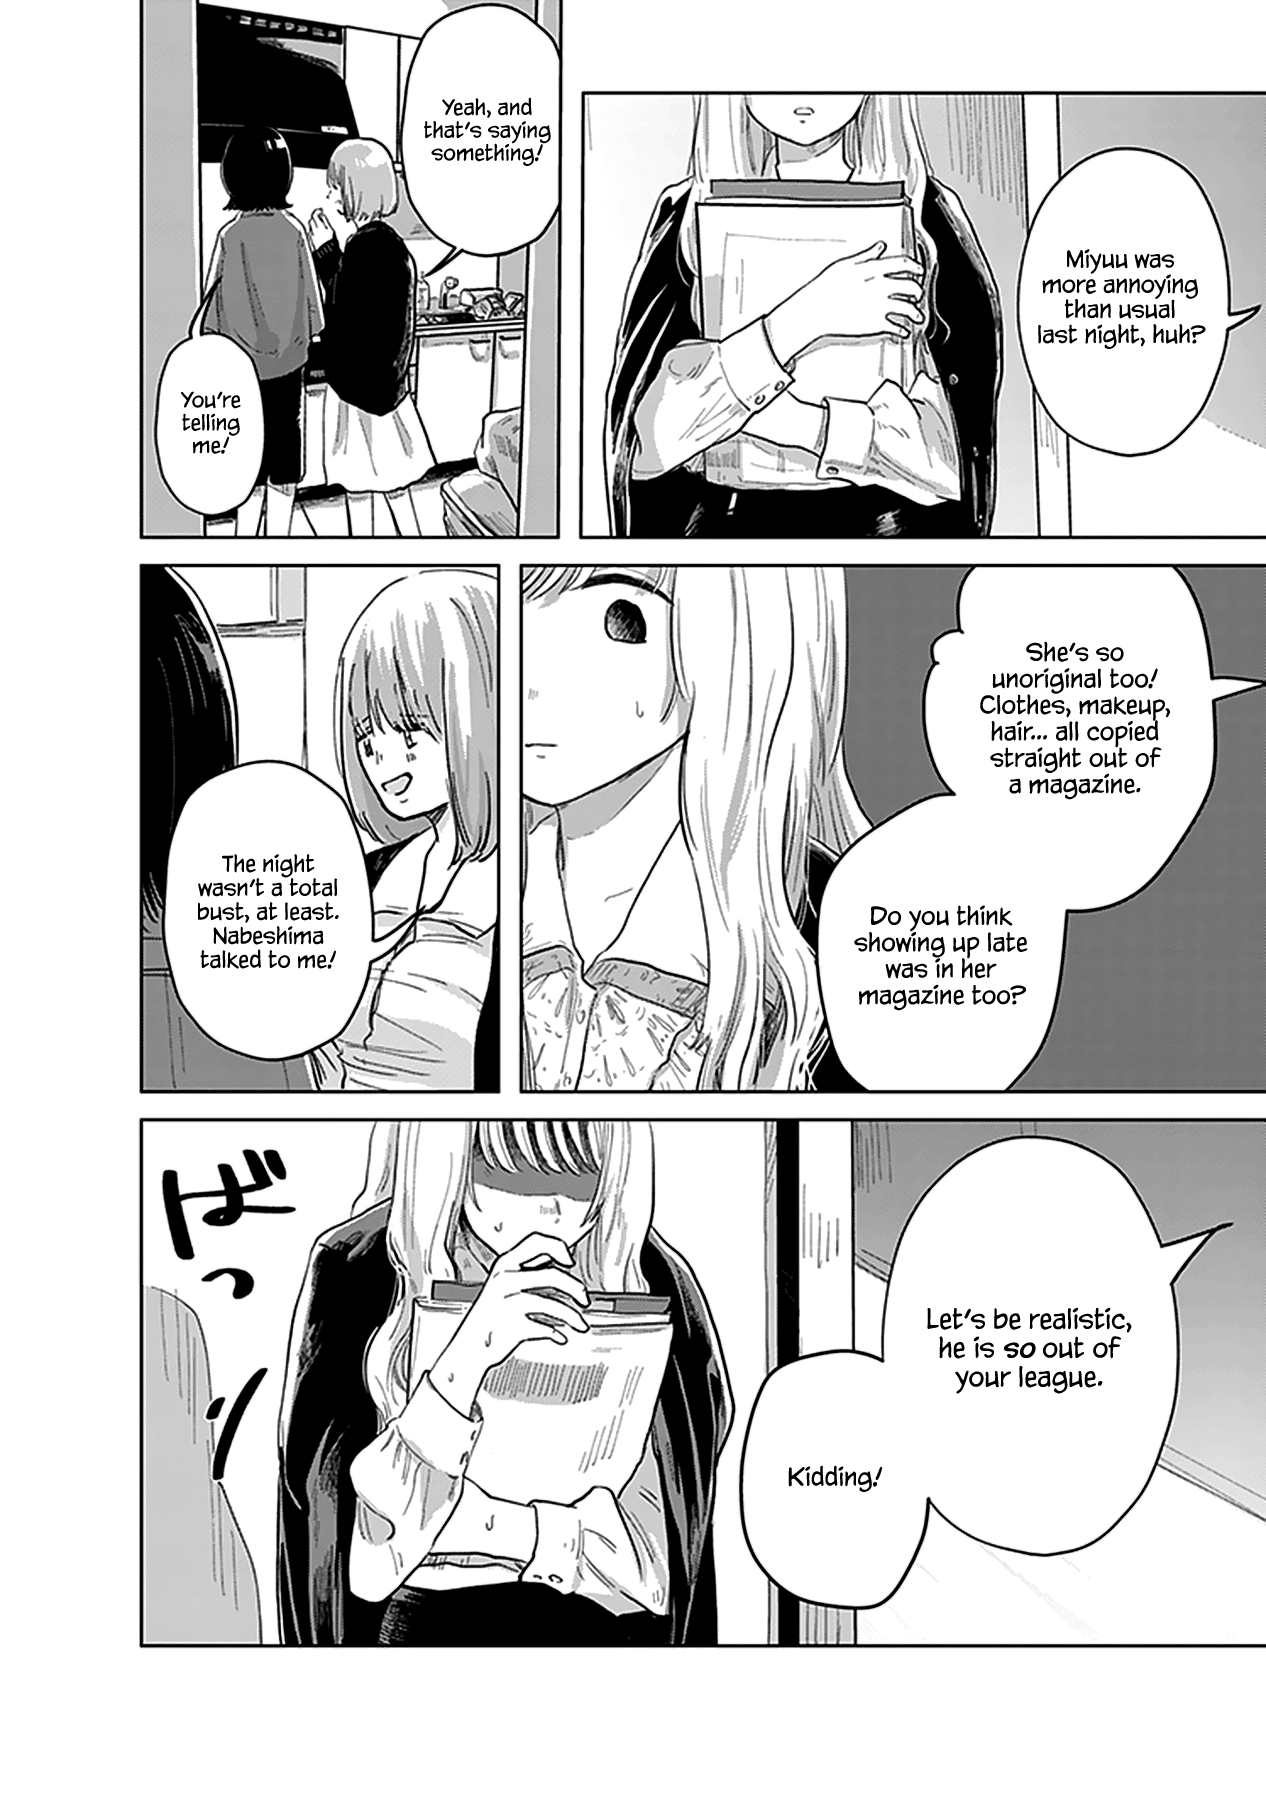 Miyuu was
more annoying
than usual
last night, huh?
Yeah, and
that's saying
something!
You're
telling
me!
She's so
unoriginal too!
Clothes, makeup,
hair... all copied
straight out of
a magazine.
Do you think
showing up late
was in her
magazine too?
The night
wasn't a total
bust, at least.
Nabeshima
talked to me!
Let's be realistic,
he is so out of
your league.
Kidding!
ばっ